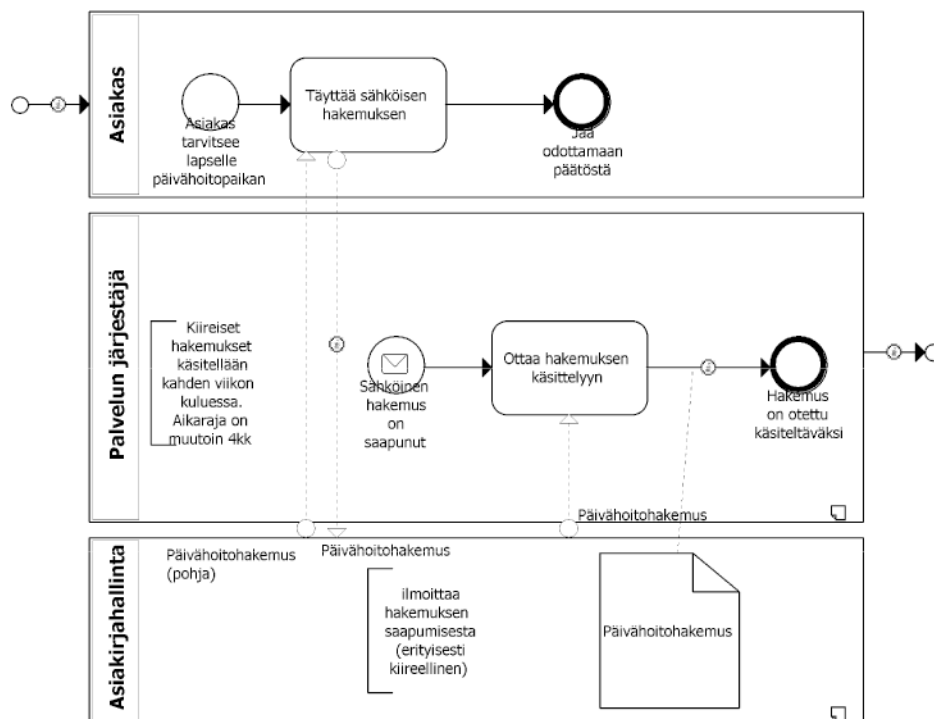 Asiakas
Asiakas
tarvitsee
lapselle
päivähoitopaikan
Täyttää sähköisen
hakemuksen
Jää
odottamaan
päätöstä
Palvelun järjestäjä
Kiireiset
hakemukset
käsitellään
kahden viikon
kuluessa.
Aikaraja on
muutoin 4kk
Sähköinen
hakemus
on
saapunut
Ottaa hakemuksen
käsittelyyn
Hakemus
on otettu
käsiteltäväksi
Päivähoitohakemus
Asiakirjahallinta
Päivähoitohakemus
(pohja)
Päivähoitohakemus
ilmoittaa
hakemuksen
saapumisesta
(erityisesti
kiireellinen)
Päivähoitohakemus